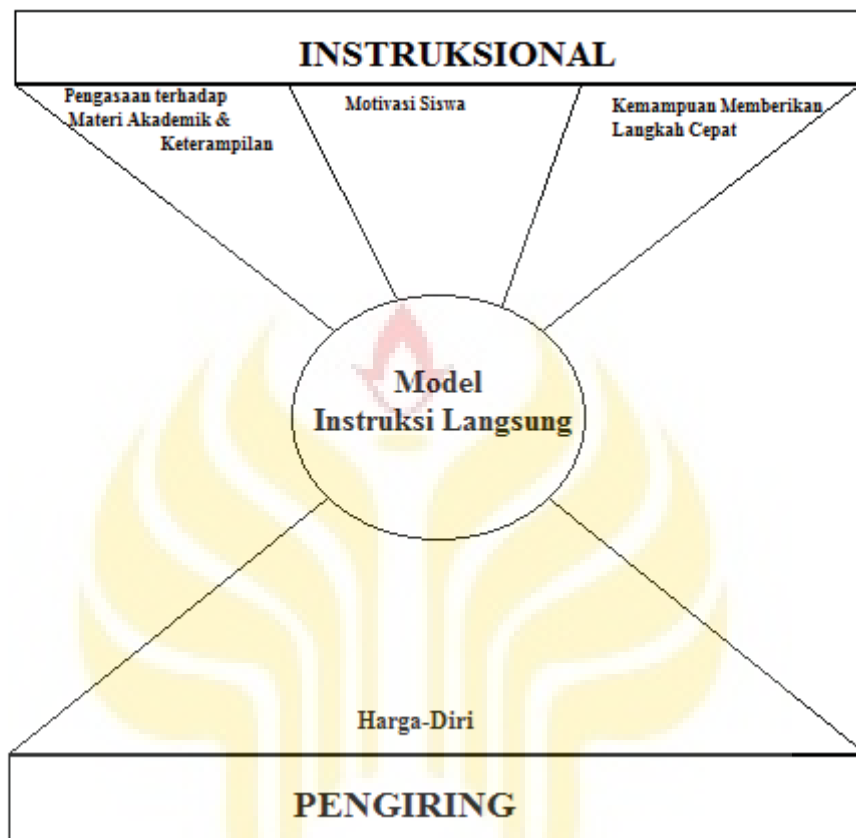 INSTRUKSIONAL
Pengasaan terhadap
Materi Akademik &
Keterampilan
Motivasi Siswa
Kemampuan Memberikan
Langkah Cepat
Model
Instruksi Langsung
Harga-Diri
PENGIRING